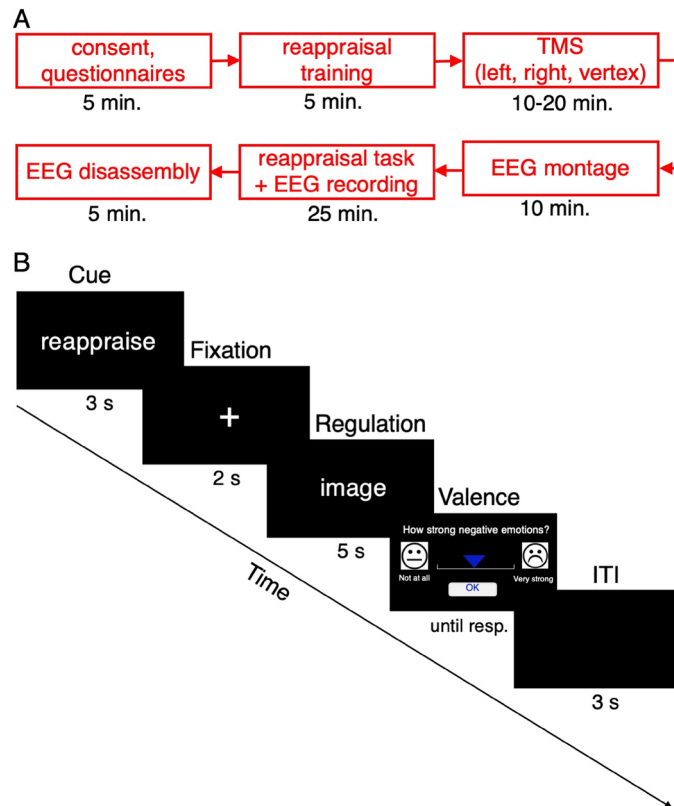 A
consent,
questionnaires
5 min.
reappraisal
training
5 min.
TMS
(left, right, vertex)
10-20 min.
EEG montage
10 min.
reappraisal task
+ EEG recording
25 min.
EEG disassembly
5 min.
B
Cue
reappraise
3 s
Fixation
+
2 s
Regulation
image
5 s
Valence
How strong negative emotions?
Not at all
Very strong
OK
until resp.
ITI
3 s
Time